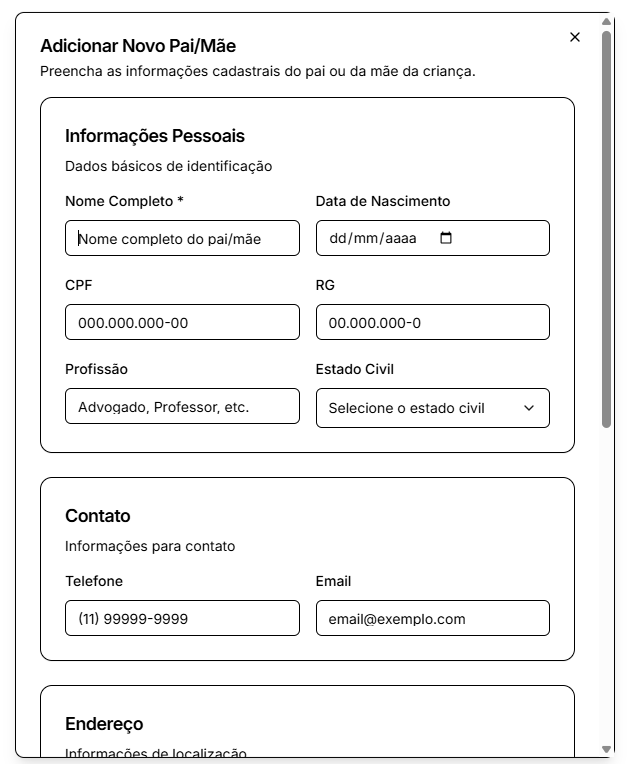 Adicionar Novo Pai/Mãe
Preencha as informações cadastrais do pai ou da mãe da criança.
Informações Pessoais
Dados básicos de identificação
Nome Completo *
Data de Nascimento
Nome completo do pai/mãe
dd/mm/aaaa
CPF
RG
000.000.000-00
00.000.000-0
Profissão
Estado Civil
Advogado, Professor, etc.
Selecione o estado civil
Contato
Informações para contato
Telefone
Email
(11) 99999-9999
email@exemplo.com
Endereço
Informações de localização